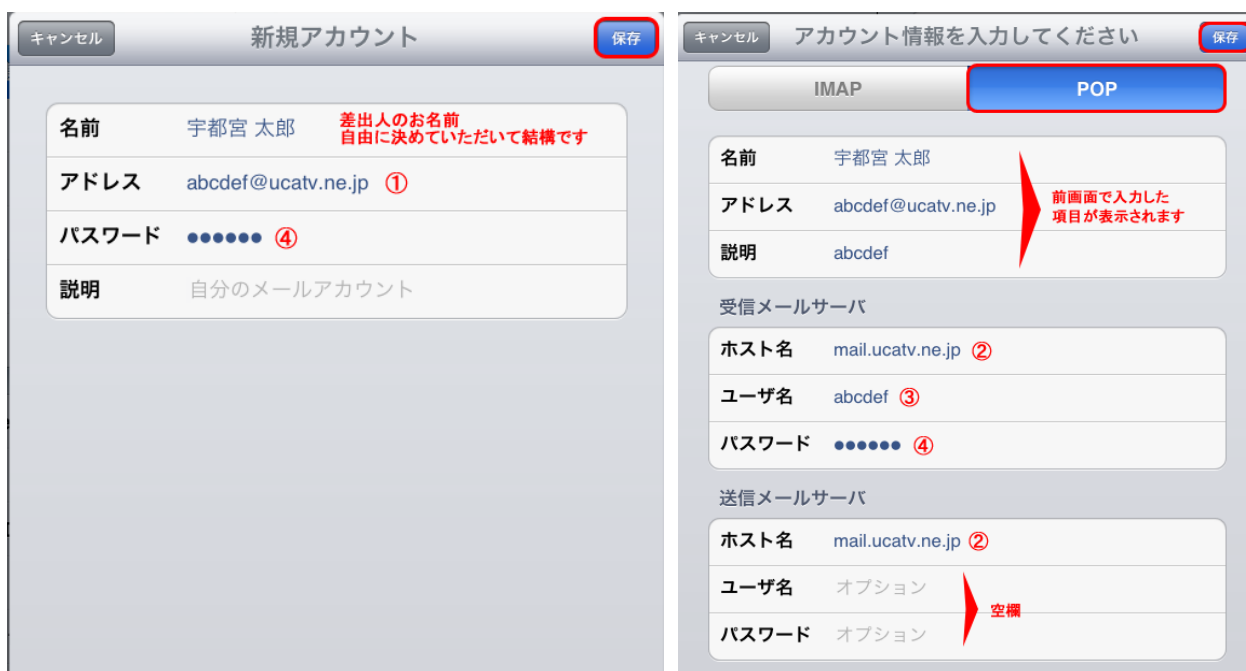 キャンセル
新規アカウント
保存
名前
宇都宮 太郎
差出人のお名前
自由に決めていただいて結構です
アドレス
abcdef@ucatv.ne.jp ①
パスワード
●●●●●● ④
説明
自分のメールアカウント
キャンセル
アカウント情報を入力してください
保存
IMAP
POP
名前
宇都宮 太郎
アドレス
abcdef@ucatv.ne.jp
説明
abcdef
前画面で入力した
項目が表示されます
受信メールサーバ
ホスト名
mail.ucatv.ne.jp ②
ユーザ名
abcdef ③
パスワード
●●●●●● ④
送信メールサーバ
ホスト名
mail.ucatv.ne.jp ②
ユーザ名
オプション
パスワード
オプション
空欄